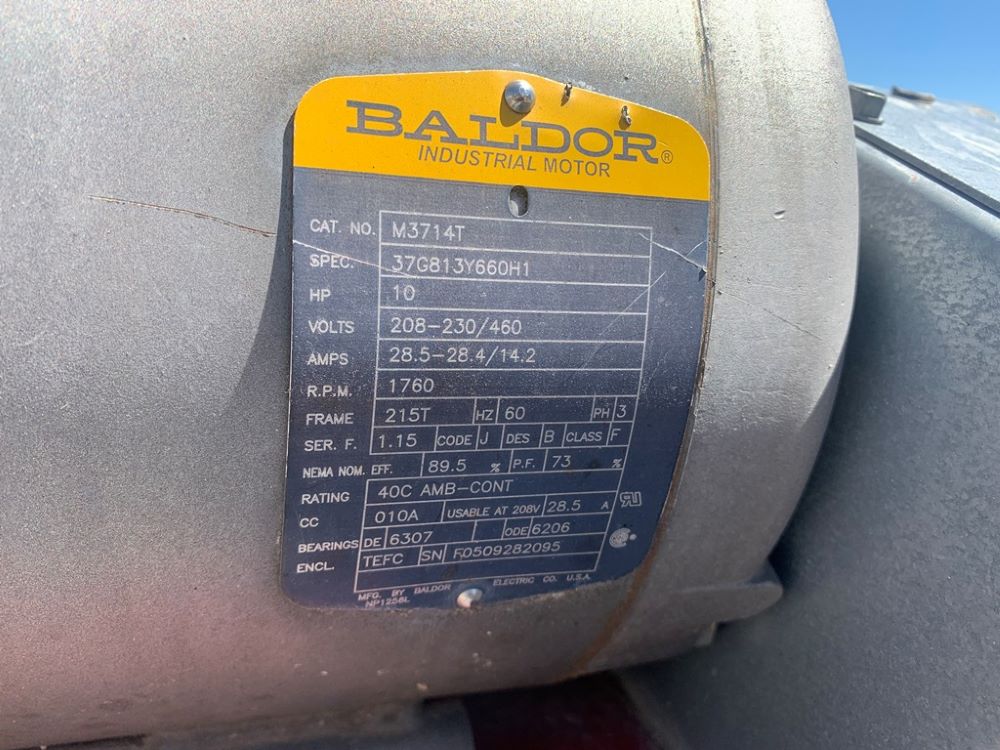 BALDOR®
INDUSTRIAL MOTOR
CAT. NO. M3714T
SPEC. 37G813Y660H1
HP 10
VOLTS 208-230/460
AMPS 28.5-28.4/14.2
R.P.M. 1760
FRAME 215T HZ 60 PH 3
SER. F. 1.15 CODE J DES B CLASS F
NEMA NOM. EFF. 89.5 % P.F. 73 %
RATING 40C AMB-CONT
CC 010A USABLE AT 208V 28.5 A
BEARINGS DE 6307 ODE 6206
ENCL. TEFC SN F0509282095
MFG. BY BALDOR ELECTRIC CO. U.S.A.
NP1256L